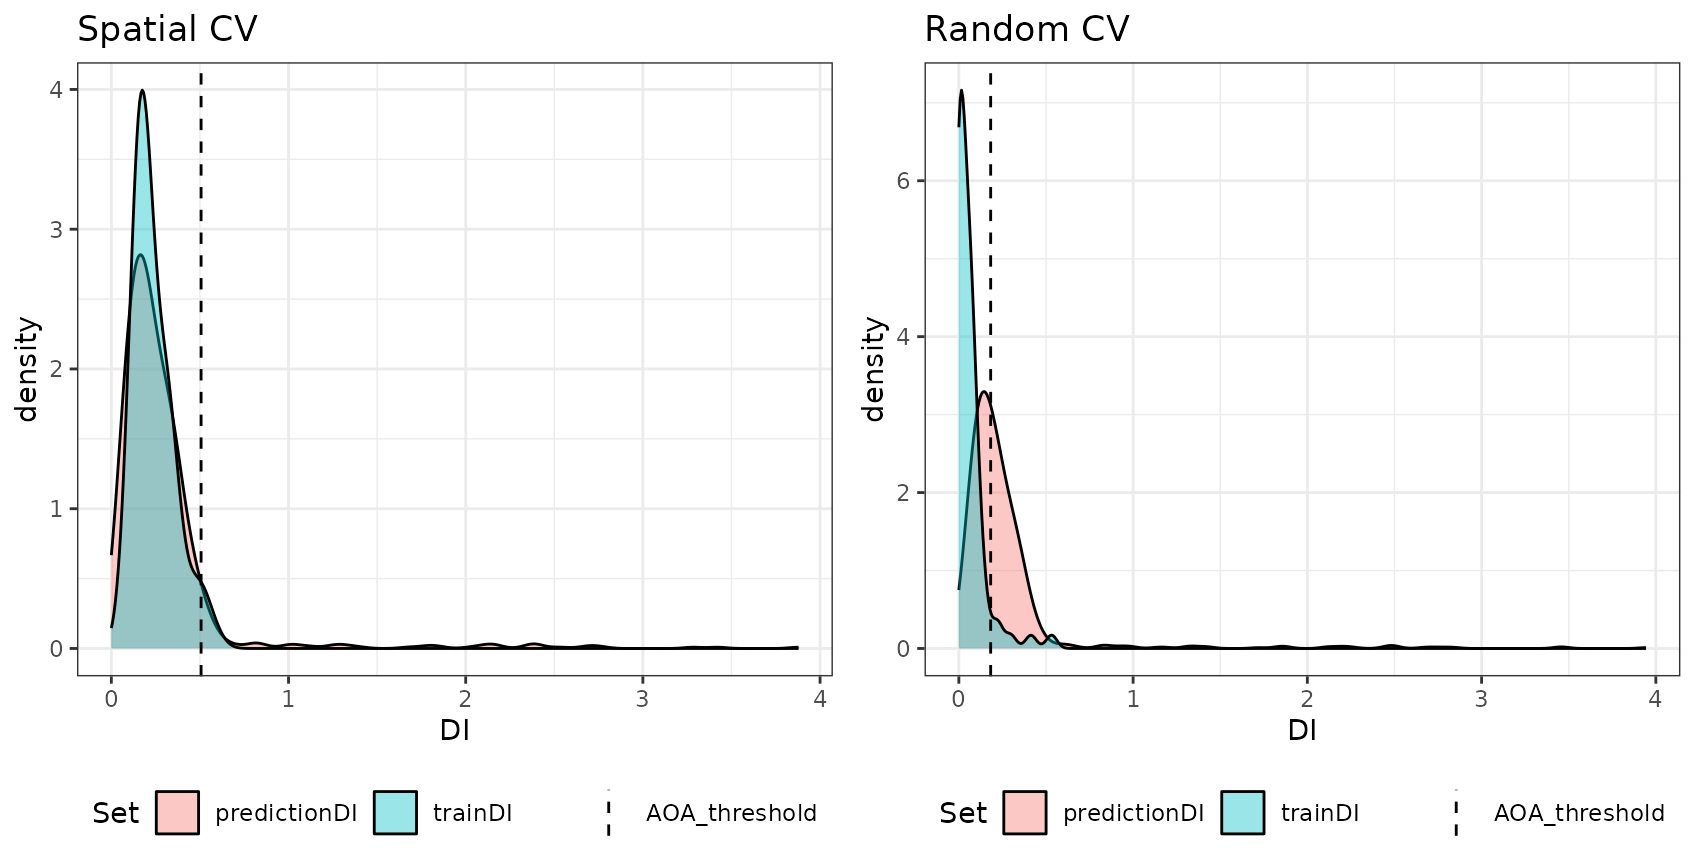 Spatial CV
density
4
3
2
1
0
0 1 2 3 4
DI
Set predictionDI trainDI AOA_threshold
Random CV
density
6
4
2
0
0 1 2 3 4
DI
Set predictionDI trainDI AOA_threshold